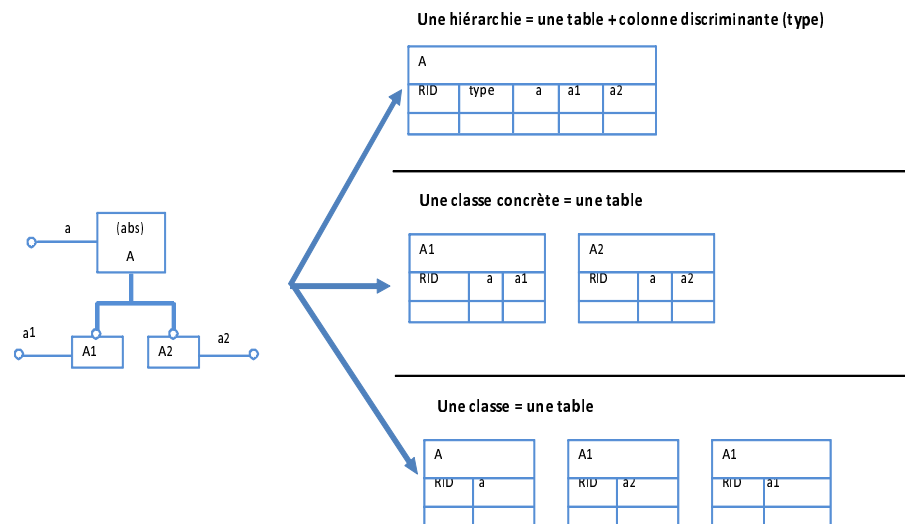 Une hiérarchie = une table + colonne discriminante (type)
A
RID type a a1 a2
Une classe concrète = une table
A1
RID a a1
A2
RID a a2
a
(abs)
A
a1
A1
A2
a2
Une classe = une table
A
RID a
A1
RID a2
A1
RID a1